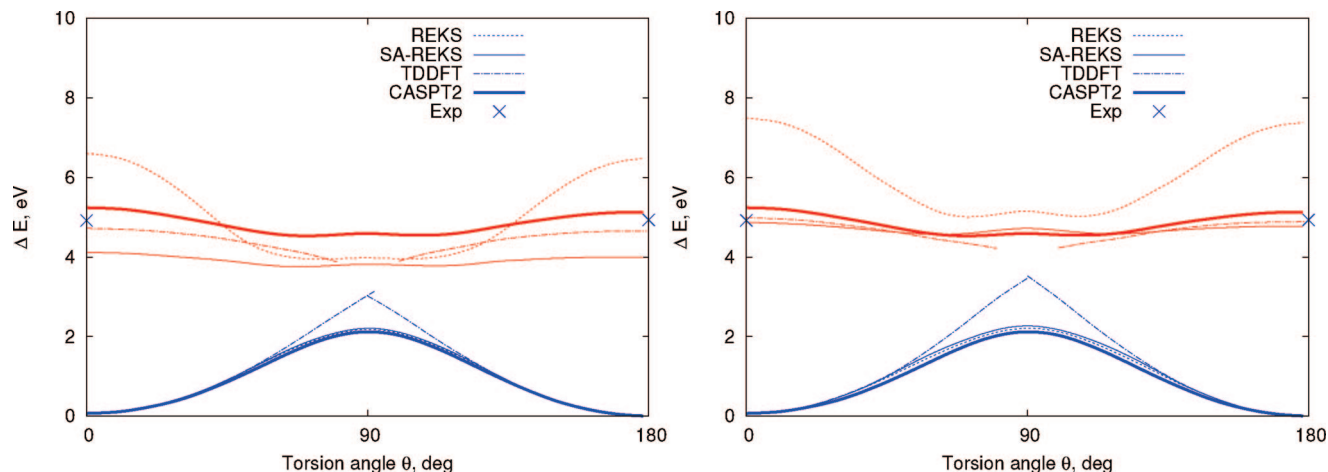 10
8
6
4
2
0
Δ E, eV
REKS
SA-REKS
TDDFT
CASPT2
Exp
0
90
180
Torsion angle θ, deg
10
8
6
4
2
0
Δ E, eV
REKS
SA-REKS
TDDFT
CASPT2
Exp
0
90
180
Torsion angle θ, deg